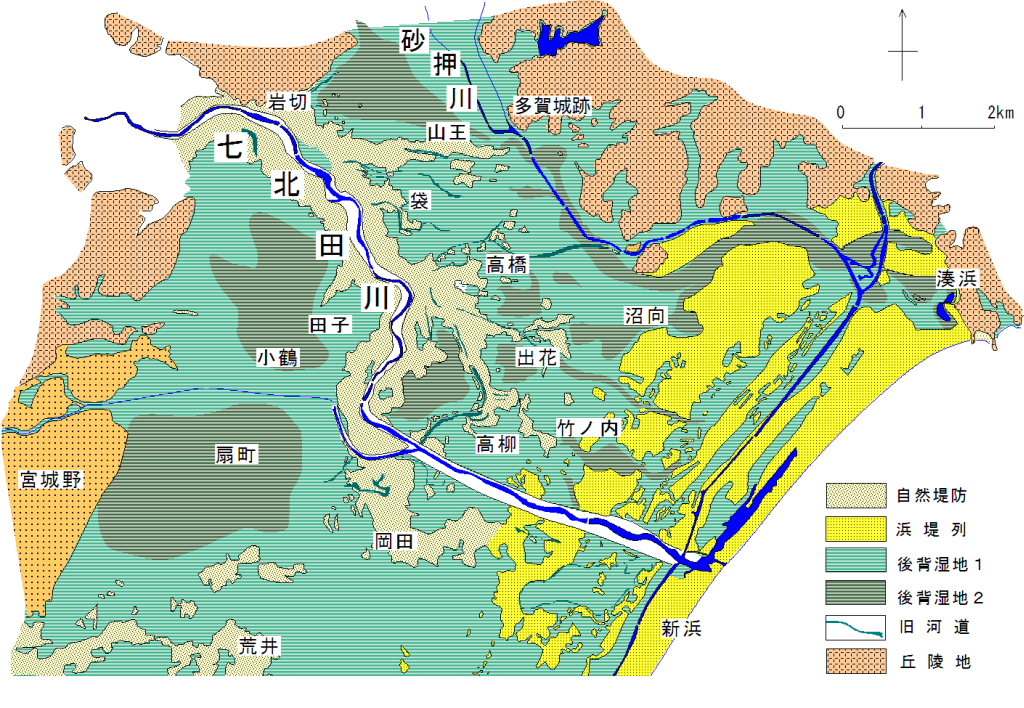 砂押川
岩切
多賀城跡
山王
0 1 2km
七北田川
袋
高橋
湊浜
沼向
田子
小鶴
出花
竹ノ内
高柳
扇町
宮城野
岡田
新浜
荒井
自然堤防
浜堤列
後背湿地1
後背湿地2
旧河道
丘陵地